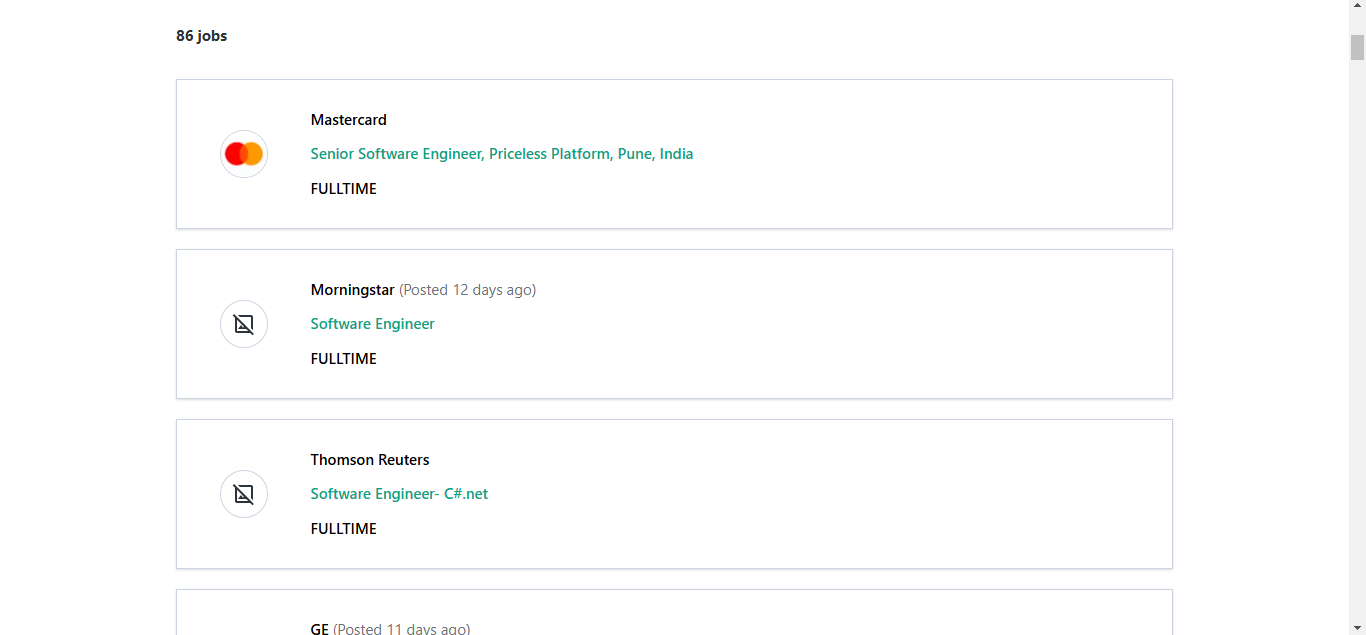 86 jobs
Mastercard
Senior Software Engineer, Priceless Platform, Pune, India
FULLTIME
Morningstar (Posted 12 days ago)
Software Engineer
FULLTIME
Thomson Reuters
Software Engineer- C#.net
FULLTIME
GE (Posted 11 days ago)